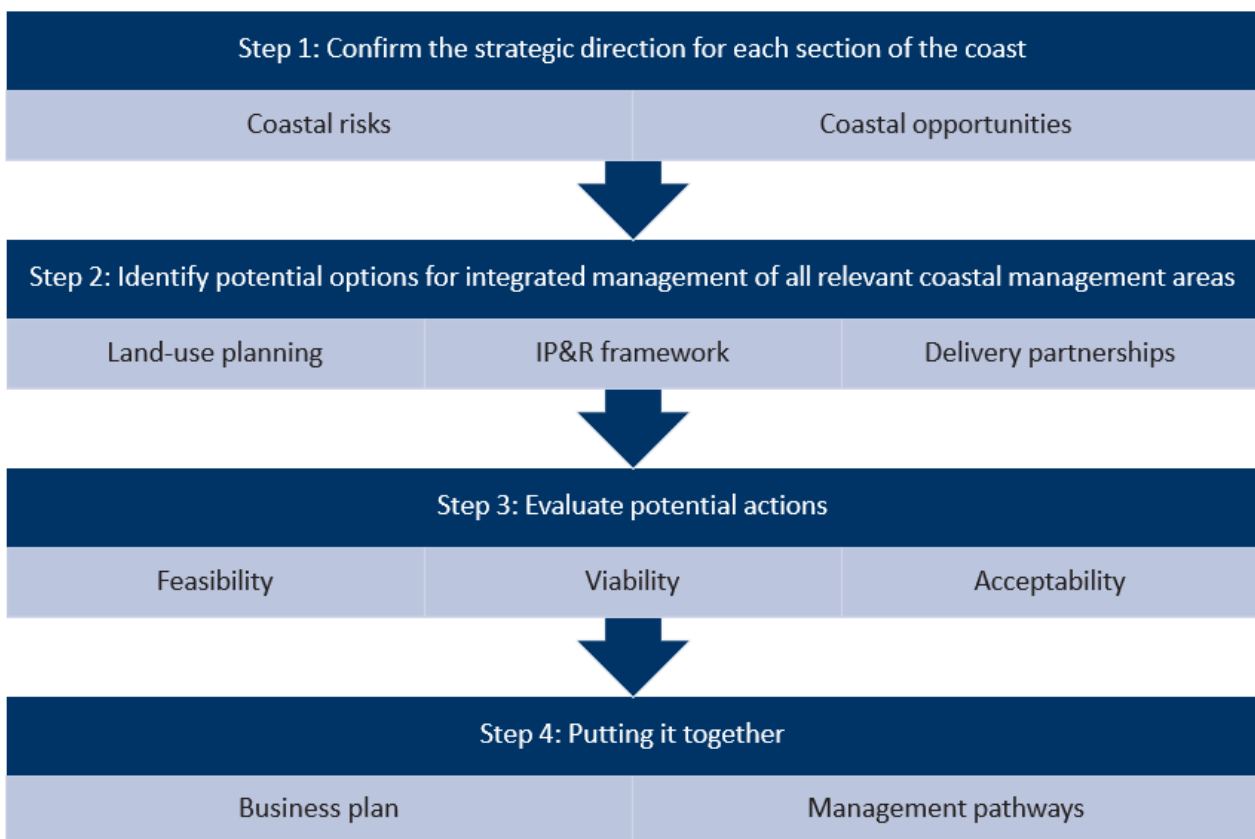 Step 1: Confirm the strategic direction for each section of the coast
Coastal risks
Coastal opportunities
Step 2: Identify potential options for integrated management of all relevant coastal management areas
Land-use planning
IP&R framework
Delivery partnerships
Step 3: Evaluate potential actions
Feasibility
Viability
Acceptability
Step 4: Putting it together
Business plan
Management pathways